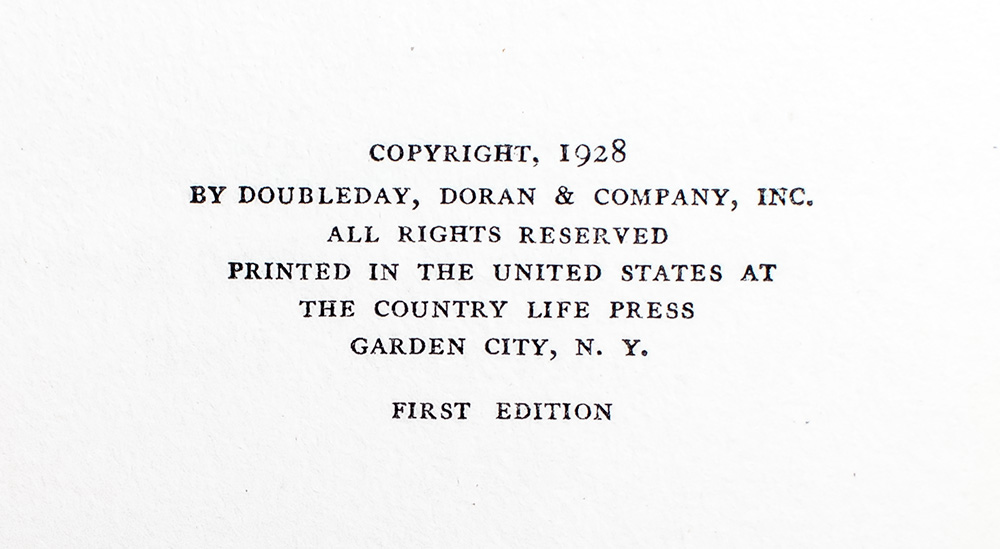 COPYRIGHT, 1928
BY DOUBLEDAY, DORAN & COMPANY, INC.
ALL RIGHTS RESERVED
PRINTED IN THE UNITED STATES AT
THE COUNTRY LIFE PRESS
GARDEN CITY, N. Y.
FIRST EDITION